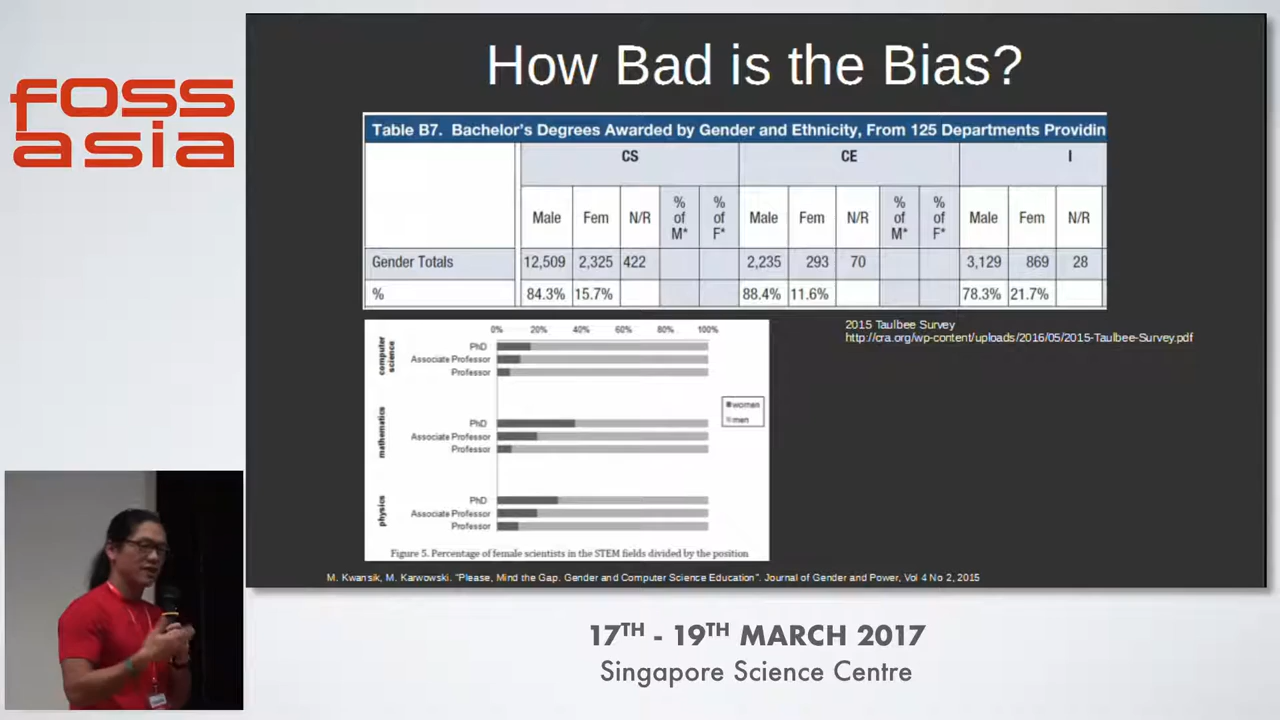 foss
asia
How Bad is the Bias?
Table B7. Bachelor's Degrees Awarded by Gender and Ethnicity, From 125 Departments Providin
CS CE I
Male Fem N/R % of M* % of F* Male Fem N/R % of M* % of F* Male Fem N/R
Gender Totals 12,509 2,325 422 2,235 293 70 3,129 869 28
% 84.3% 15.7% 88.4% 11.6% 78.3% 21.7%
2015 Taulbee Survey
http://cra.org/wp-content/uploads/2016/05/2015-Taulbee-Survey.pdf
0% 20% 40% 60% 80% 100%
computer science
PhD
Associate Professor
Professor
women
men
mathematics
PhD
Associate Professor
Professor
physics
PhD
Associate Professor
Professor
Figure 5. Percentage of female scientists in the STEM fields divided by the position
M. Kwansik, M. Karwowski. "Please, Mind the Gap. Gender and Computer Science Education". Journal of Gender and Power, Vol 4 No 2, 2015
17TH - 19TH MARCH 2017
Singapore Science Centre